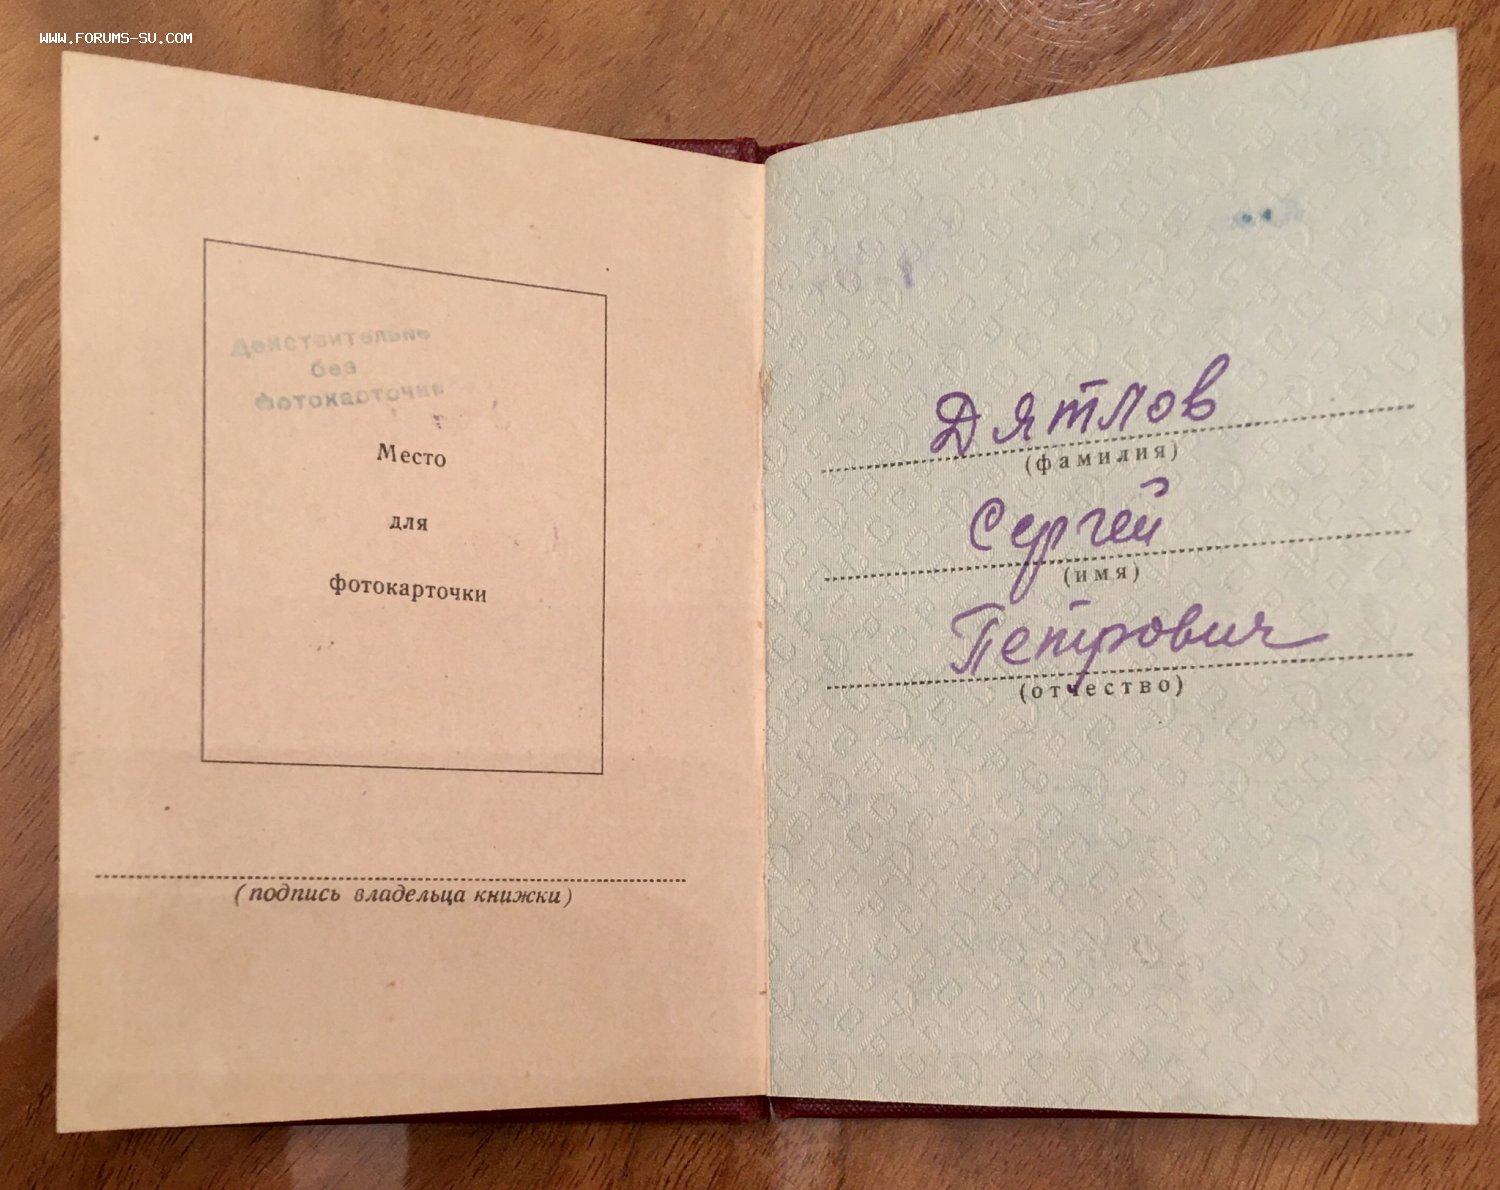 www.forums-su.com
Действительно
без
фотокарточки
Место
для
фотокарточки
(подпись владельца книжки)
Дятлов
(фамилия)
Сергей
(имя)
Петрович
(отчество)